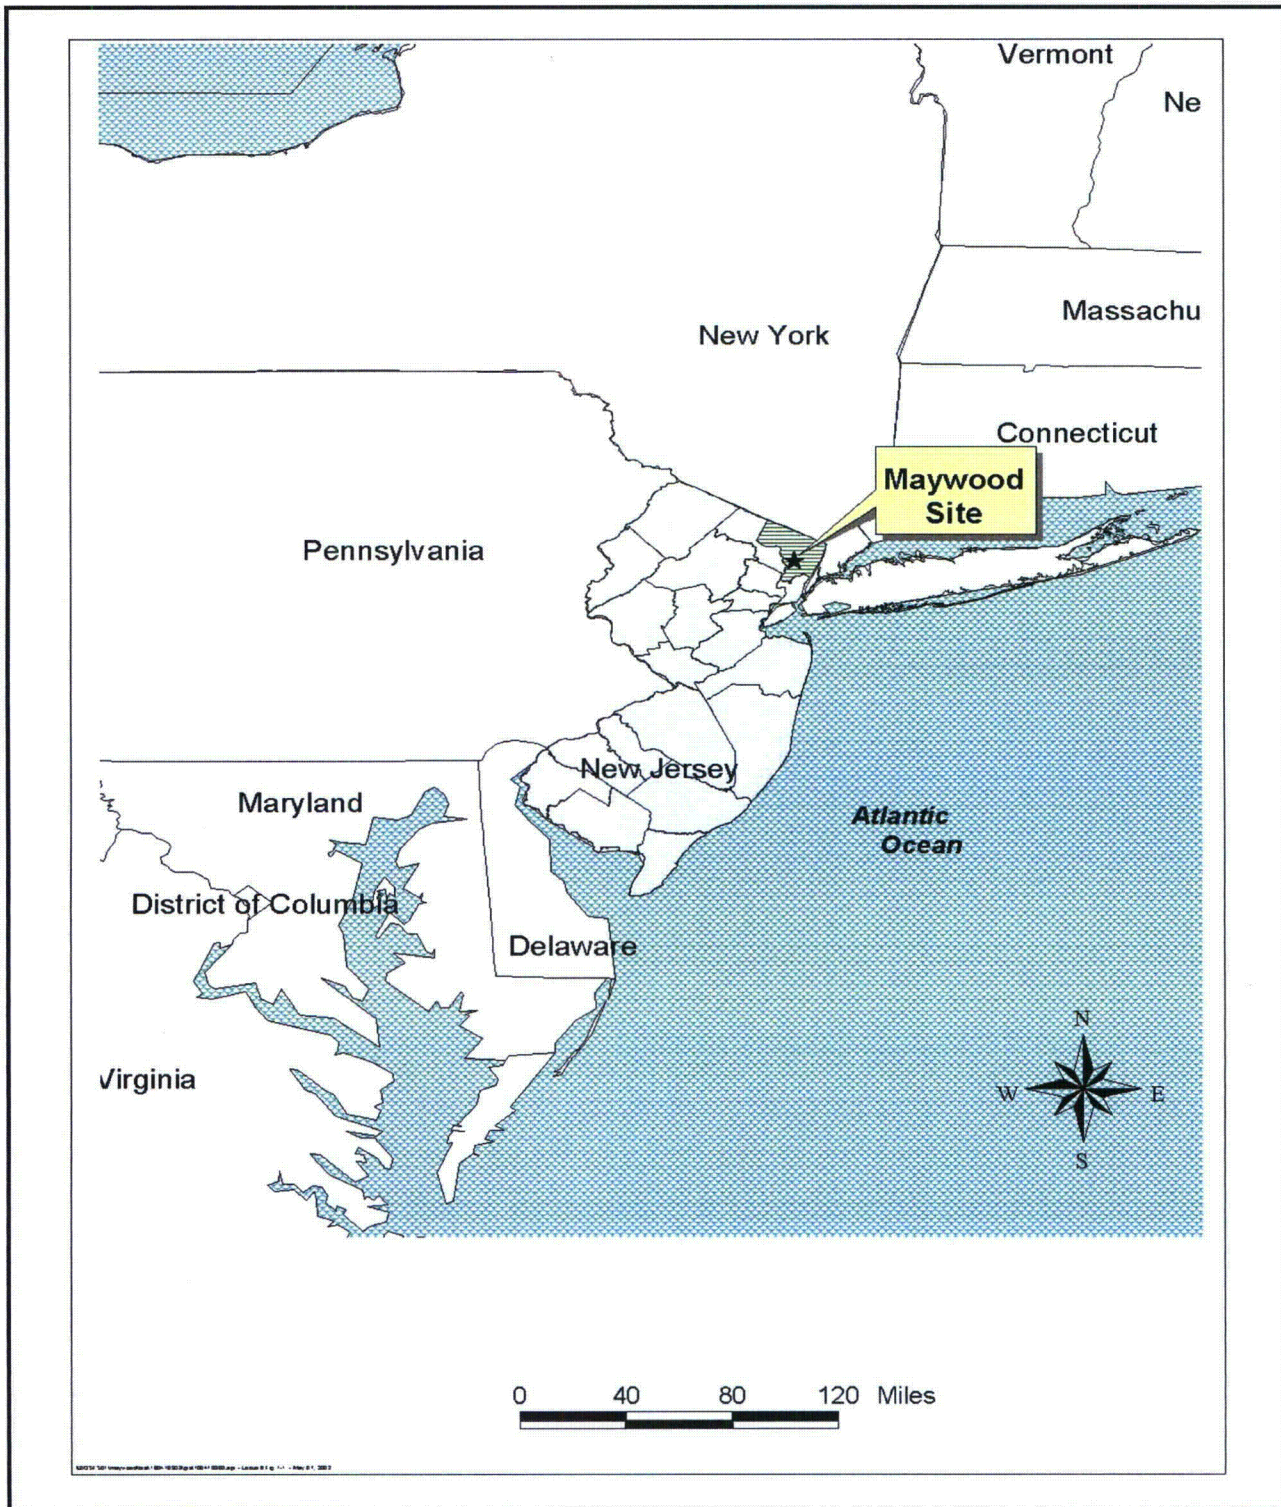 Vermont
Ne
Massachu
New York
Connecticut
Maywood
Site
Pennsylvania
New Jersey
Maryland
Atlantic
Ocean
District of Columbia
Delaware
Virginia
N
W E
S
0 40 80 120 Miles